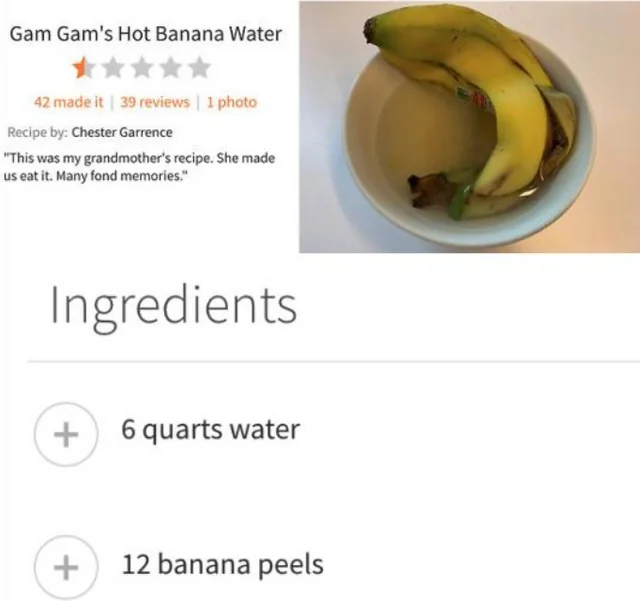 Gam Gam's Hot Banana Water
42 made it | 39 reviews | 1 photo
Recipe by: Chester Garrence
"This was my grandmother's recipe. She made
us eat it. Many fond memories."
Ingredients
6 quarts water
12 banana peels